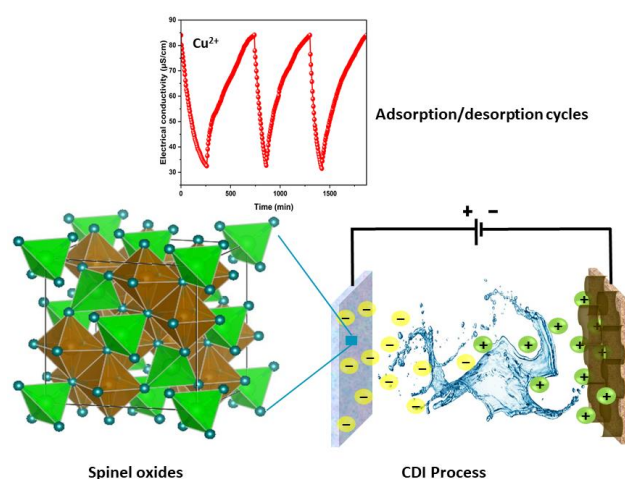 Cu²⁺
Electrical conductivity (µS/cm)
90
80
70
60
50
40
30
0
500
1000
1500
Time (min)
Adsorption/desorption cycles
+ −
− − − − − − − − − −
+ + + + + + + + +
Spinel oxides
CDI Process